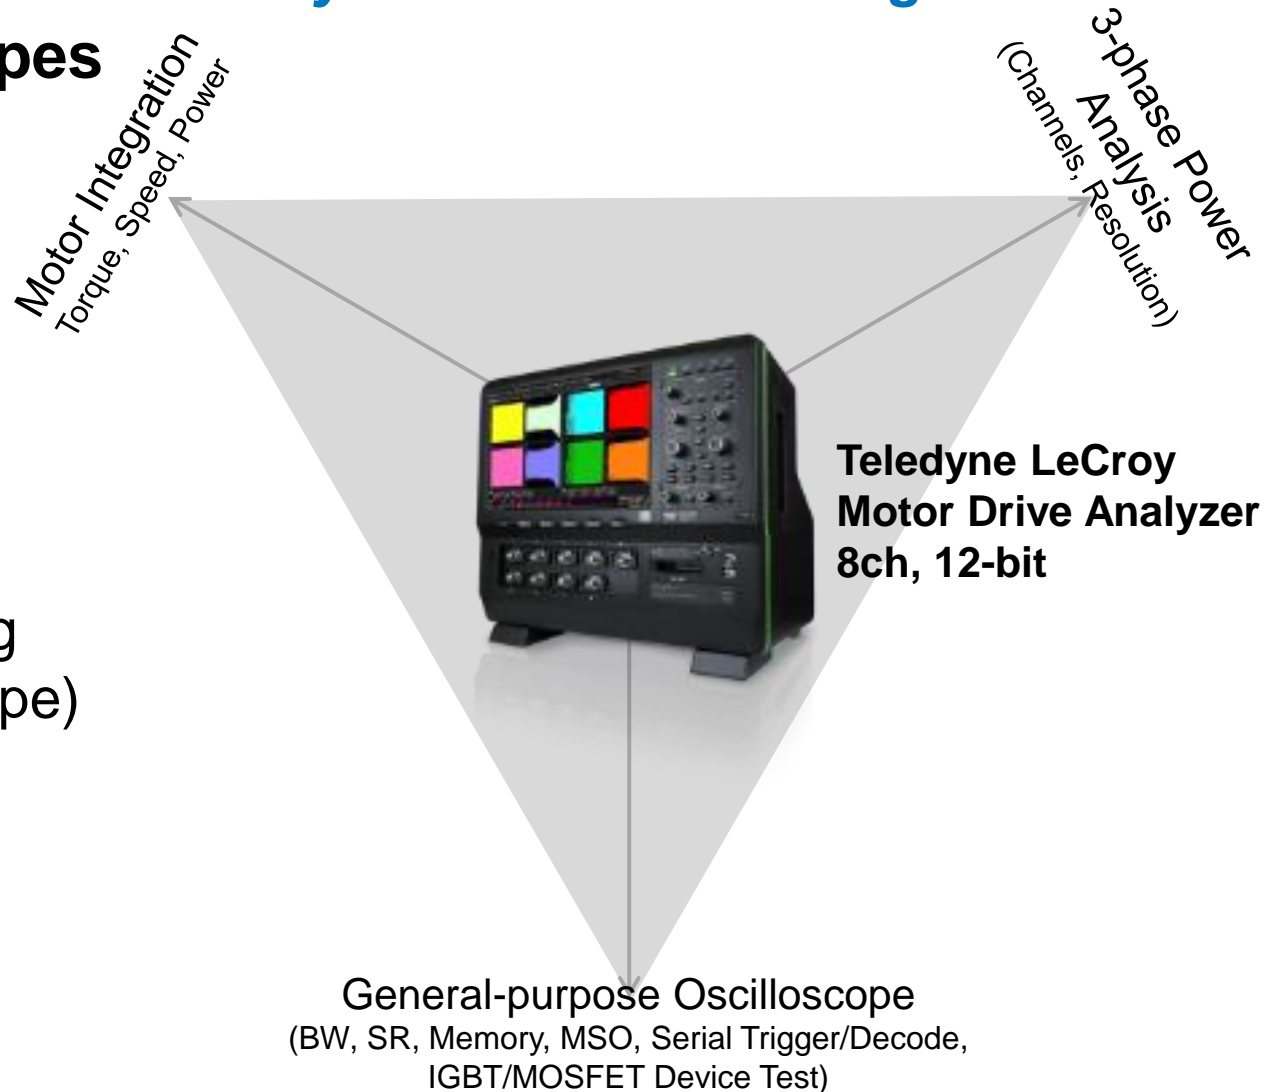 pes
Motor Integration
Torque, Speed, Power
3-phase Power
Analysis
(Channels, Resolution)
Teledyne LeCroy
Motor Drive Analyzer
8ch, 12-bit
g
pe)
General-purpose Oscilloscope
(BW, SR, Memory, MSO, Serial Trigger/Decode,
IGBT/MOSFET Device Test)